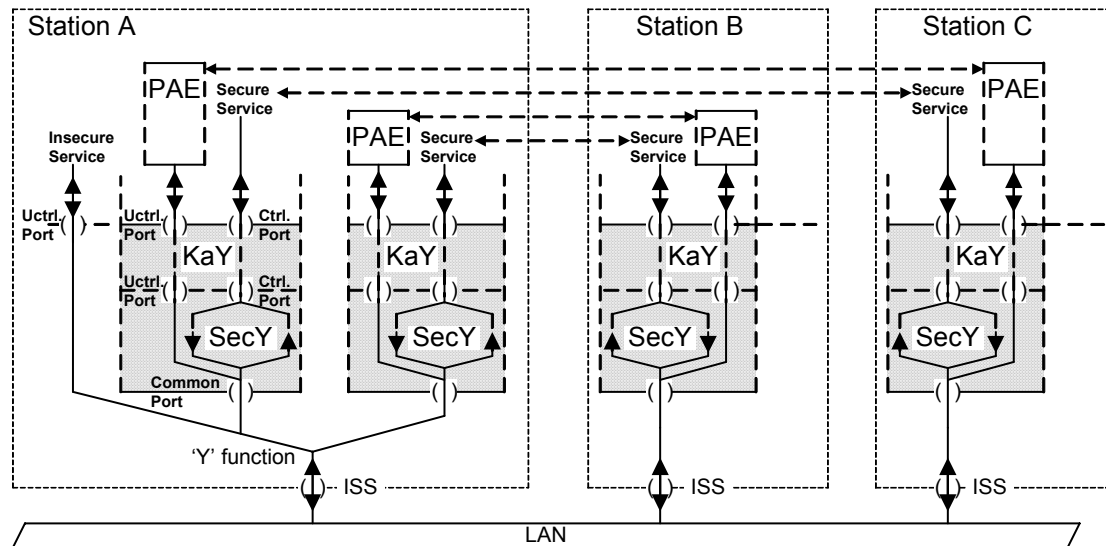 Station A
Station B
Station C
PAE
Secure
Service
Secure
Service
PAE
Insecure
Service
PAE
Secure
Service
Secure
Service
PAE
Uctrl.
Port
( )
Uctrl.
Port
( )
( )
Ctrl.
Port
( )
( )
( )
( )
( )
( )
KaY
KaY
KaY
KaY
Uctrl.
Port
( )
( )
Ctrl.
Port
( )
( )
( )
( )
( )
( )
SecY
SecY
SecY
SecY
Common
Port
( )
( )
( )
( )
'Y' function
( ) ISS
( ) ISS
( ) ISS
LAN